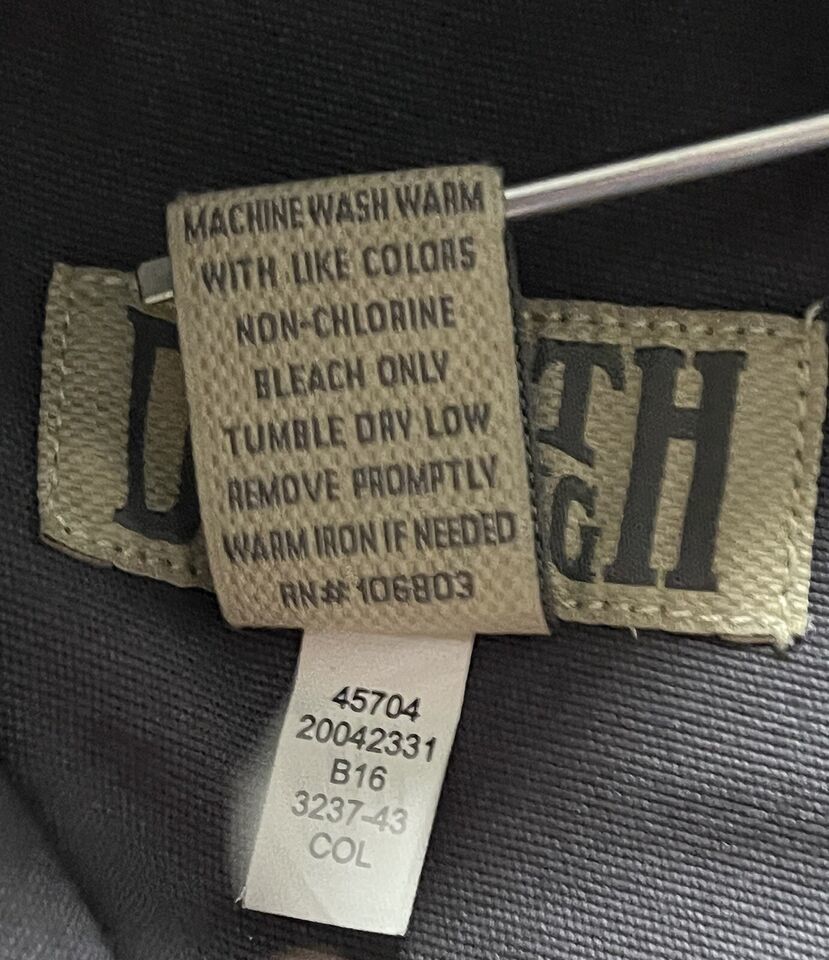 MACHINE WASH WARM
WITH LIKE COLORS
NON-CHLORINE
BLEACH ONLY
TUMBLE DRY LOW
REMOVE PROMPTLY
WARM IRON IF NEEDED
RN# 106803
D TH
G
45704
20042331
B16
3237-43
COL